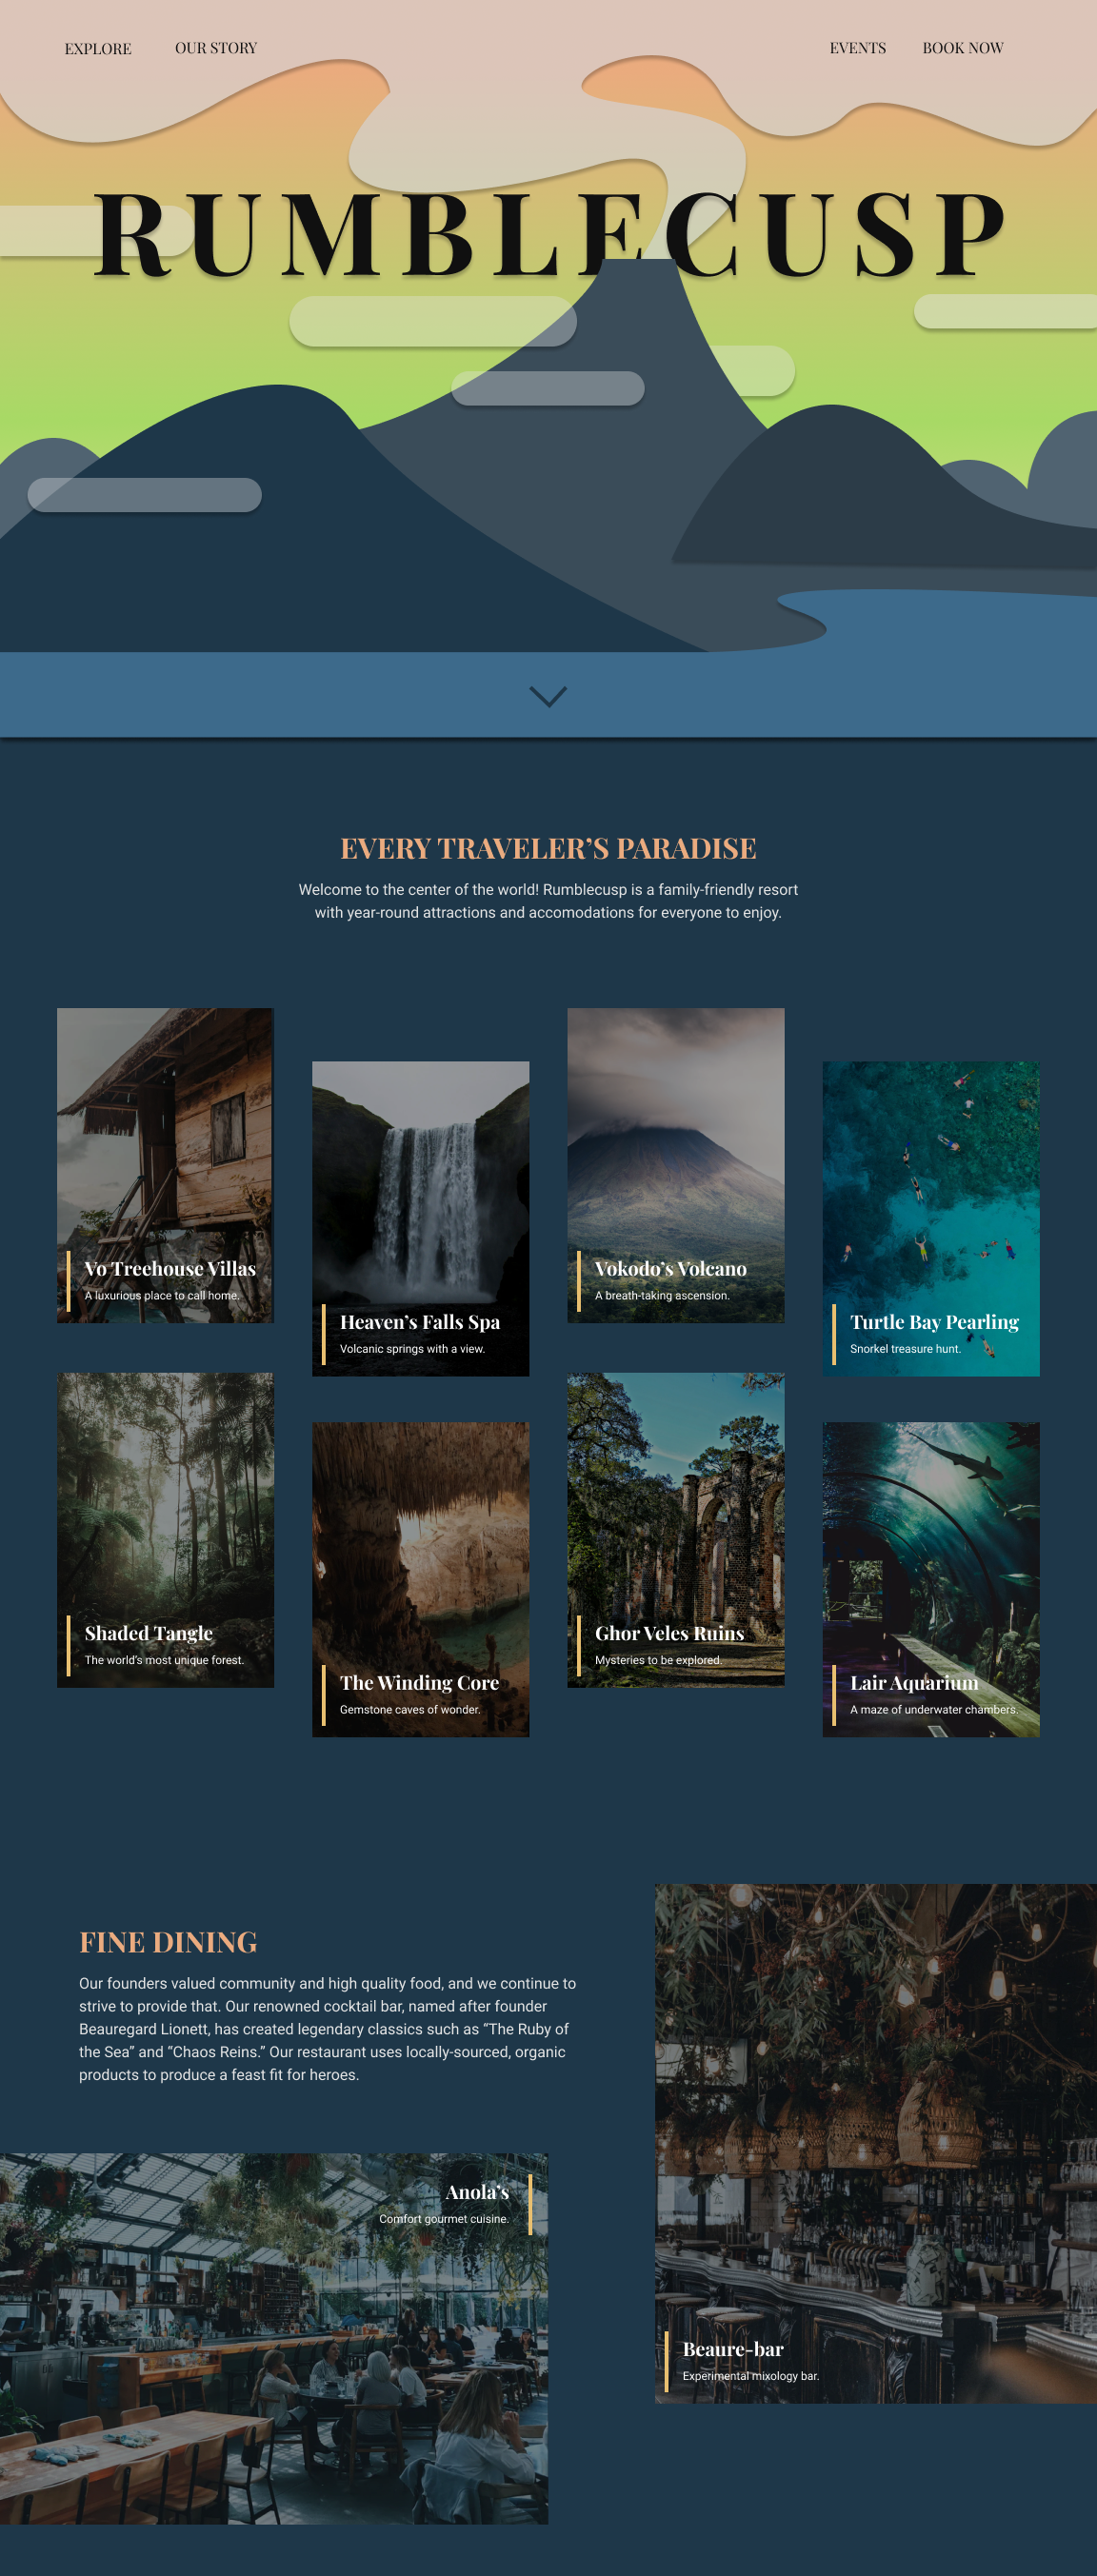 EXPLORE
OUR STORY
EVENTS
BOOK NOW
RUMBLECUSP
EVERY TRAVELER’S PARADISE
Welcome to the center of the world! Rumblecusp is a family-friendly resort
with year-round attractions and accomodations for everyone to enjoy.
Vo Treehouse Villas
A luxurious place to call home.
Heaven’s Falls Spa
Volcanic springs with a view.
Vokodo’s Volcano
A breath-taking ascension.
Turtle Bay Pearling
Snorkel treasure hunt.
Shaded Tangle
The world’s most unique forest.
The Winding Core
Gemstone caves of wonder.
Ghor Veles Ruins
Mysteries to be explored.
Lair Aquarium
A maze of underwater chambers.
FINE DINING
Our founders valued community and high quality food, and we continue to
strive to provide that. Our renowned cocktail bar, named after founder
Beauregard Lionett, has created legendary classics such as “The Ruby of
the Sea” and “Chaos Reins.” Our restaurant uses locally-sourced, organic
products to produce a feast fit for heroes.
Anola’s
Comfort gourmet cuisine.
Beaure-bar
Experimental mixology bar.